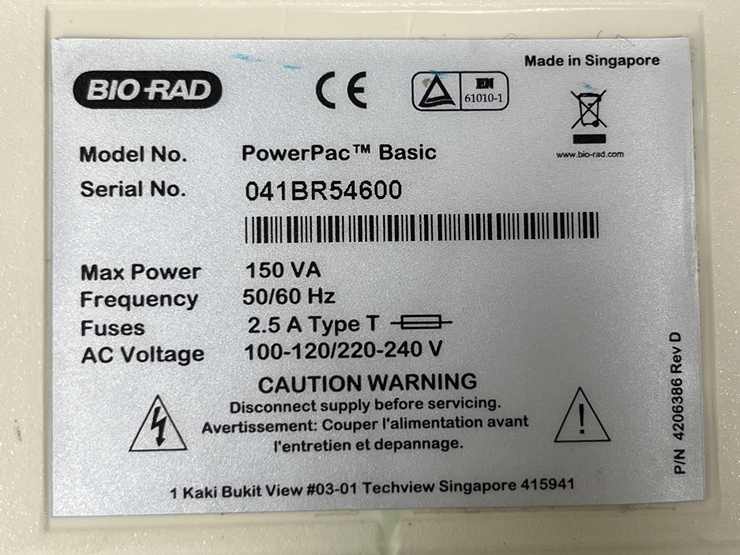 Made in Singapore
BIO-RAD
CE
EN
61010-1
www.bio-rad.com
Model No. PowerPac™ Basic
Serial No. 041BR54600
Max Power 150 VA
Frequency 50/60 Hz
Fuses 2.5 A Type T
AC Voltage 100-120/220-240 V
CAUTION WARNING
Disconnect supply before servicing.
Avertissement: Couper l'alimentation avant
l'entretien et depannage.
!
1 Kaki Bukit View #03-01 Techview Singapore 415941
P/N 4206386 Rev D